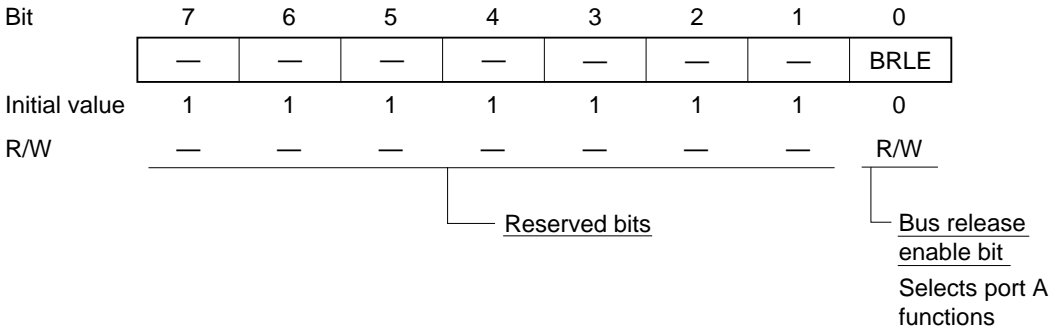 Bit 7 6 5 4 3 2 1 0
— — — — — — — BRLE
Initial value 1 1 1 1 1 1 1 0
R/W — — — — — — — R/W
Reserved bits
Bus release
enable bit
Selects port A
functions